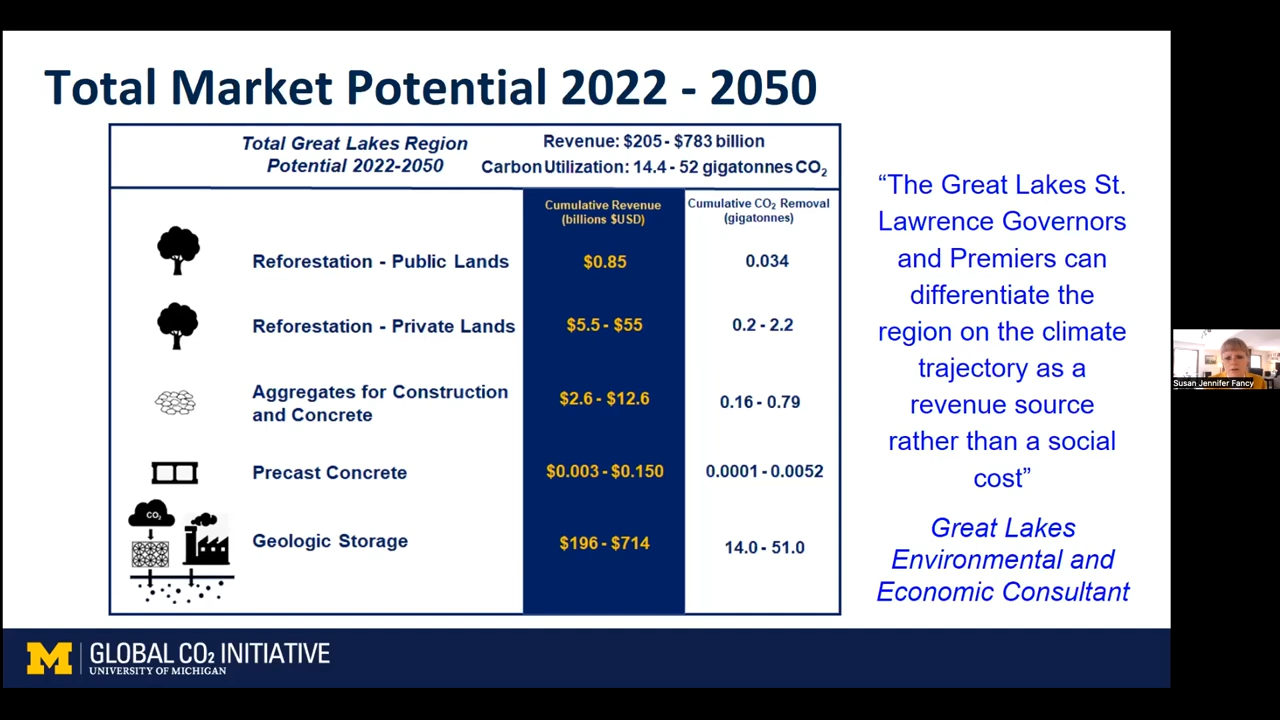 Total Market Potential 2022 - 2050
Total Great Lakes Region
Potential 2022-2050
Revenue: $205 - $783 billion
Carbon Utilization: 14.4 - 52 gigatonnes CO₂
Cumulative Revenue
(billions $USD)
Cumulative CO₂ Removal
(gigatonnes)
Reforestation - Public Lands
$0.85
0.034
Reforestation - Private Lands
$5.5 - $55
0.2 - 2.2
Aggregates for Construction
and Concrete
$2.6 - $12.6
0.16 - 0.79
Precast Concrete
$0.003 - $0.150
0.0001 - 0.0052
CO₂
Geologic Storage
$196 - $714
14.0 - 51.0
“The Great Lakes St.
Lawrence Governors
and Premiers can
differentiate the
region on the climate
trajectory as a
revenue source
rather than a social
cost”
Great Lakes
Environmental and
Economic Consultant
Susan Jennifer Fancy
M
GLOBAL CO₂ INITIATIVE
UNIVERSITY OF MICHIGAN